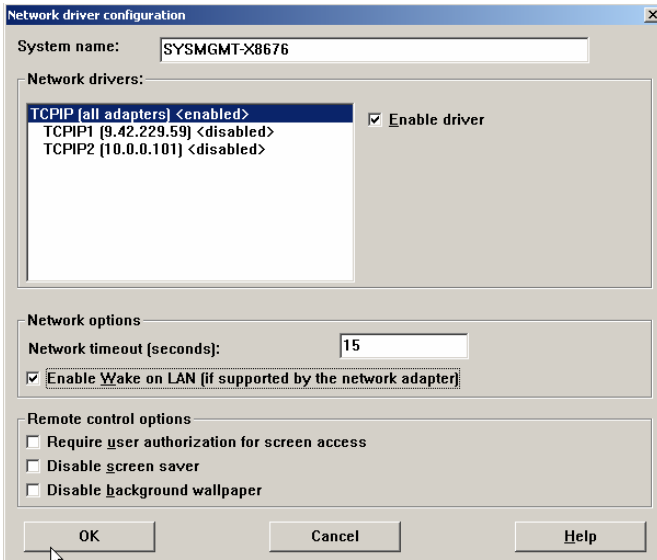 Network driver configuration
System name: SYSMGMT-X8676
Network drivers:
TCPIP (all adapters) <enabled>
Enable driver
TCPIP1 (9.42.229.59) <disabled>
TCPIP2 (10.0.0.101) <disabled>
Network options
Network timeout (seconds): 15
Enable Wake on LAN (if supported by the network adapter)
Remote control options
Require user authorization for screen access
Disable screen saver
Disable background wallpaper
OK Cancel Help